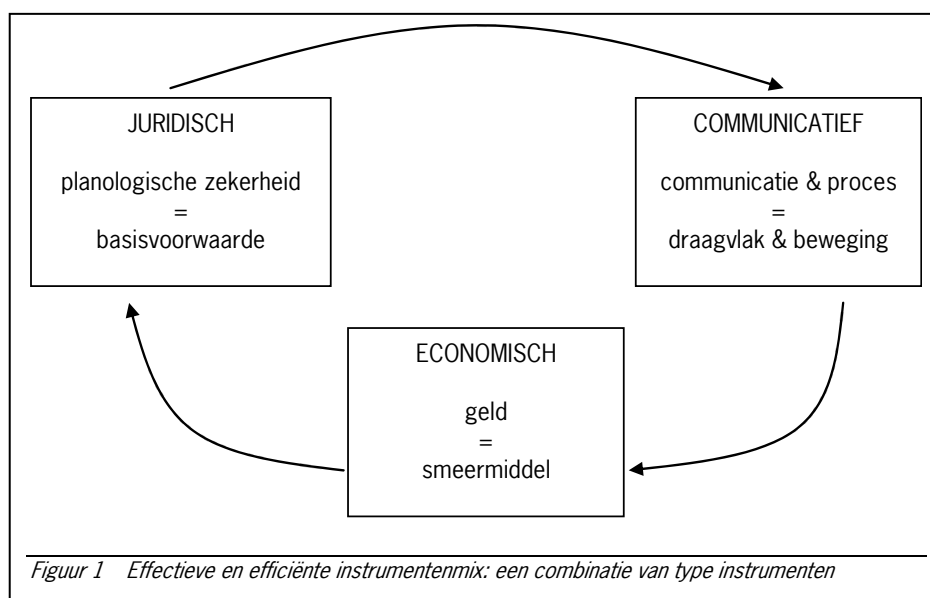 JURIDISCH
planologische zekerheid
=
basisvoorwaarde
COMMUNICATIEF
communicatie & proces
=
draagvlak & beweging
ECONOMISCH
geld
=
smeermiddel
Figuur 1 Effectieve en efficiënte instrumentenmix: een combinatie van type instrumenten